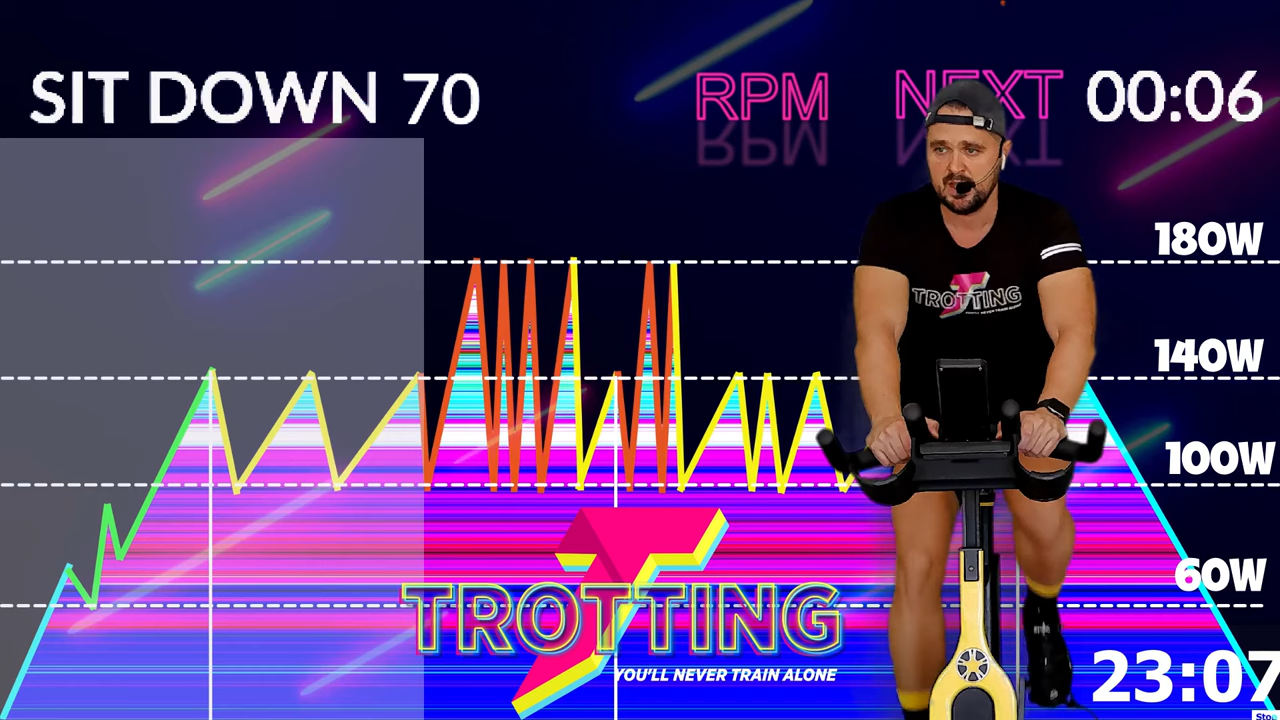 SIT DOWN 70
RPM
NEXT
00:06
180W
140W
TROTTING
100W
60W
TROTTING
YOU'LL NEVER TRAIN ALONE
23:07